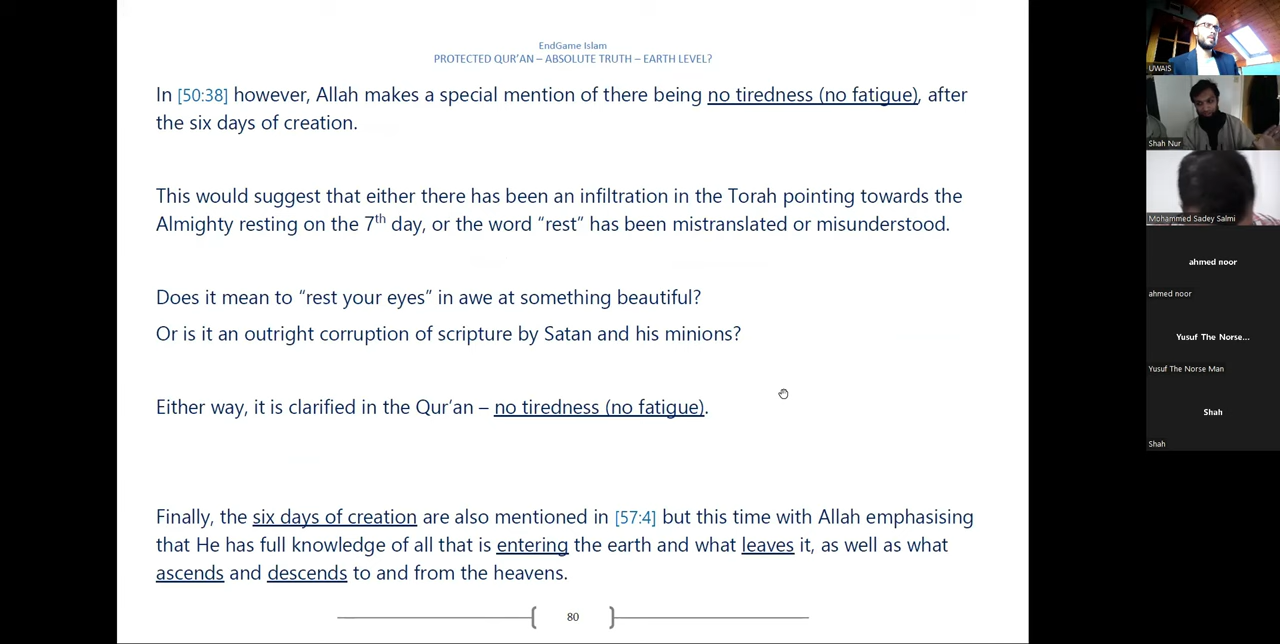 EndGame Islam
PROTECTED QUR'AN – ABSOLUTE TRUTH – EARTH LEVEL?
In [50:38] however, Allah makes a special mention of there being no tiredness (no fatigue), after
the six days of creation.
This would suggest that either there has been an infiltration in the Torah pointing towards the
Almighty resting on the 7th day, or the word “rest” has been mistranslated or misunderstood.
Does it mean to “rest your eyes” in awe at something beautiful?
Or is it an outright corruption of scripture by Satan and his minions?
Either way, it is clarified in the Qur’an – no tiredness (no fatigue).
Finally, the six days of creation are also mentioned in [57:4] but this time with Allah emphasising
that He has full knowledge of all that is entering the earth and what leaves it, as well as what
ascends and descends to and from the heavens.
80
UWAIS
Shah Nur
Mohammed Sadey Salmi
ahmed noor
ahmed noor
Yusuf The Norse...
Yusuf The Norse Man
Shah
Shah